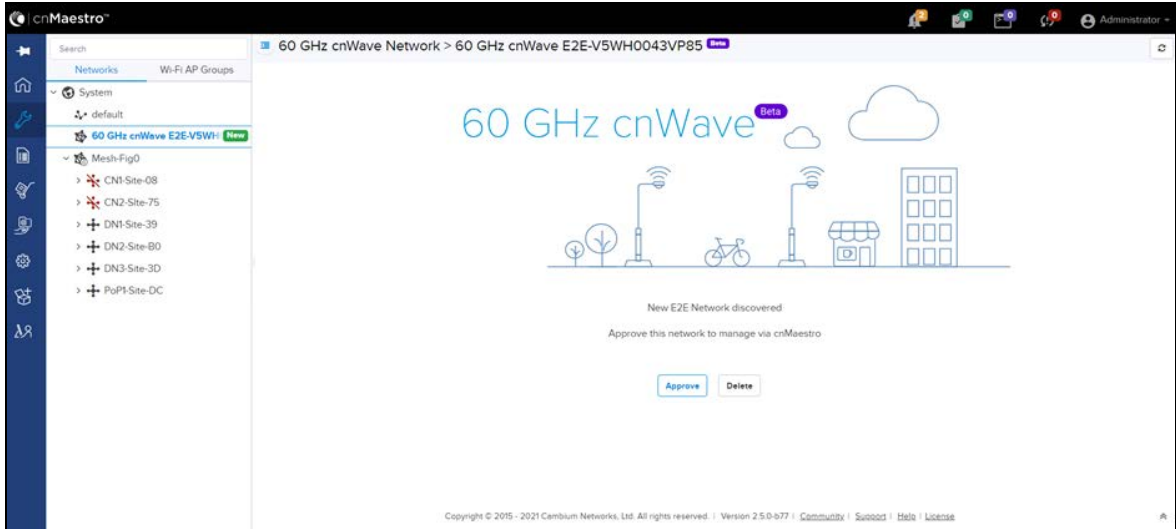 cnMaestro™
2 0 0 0 Administrator
Search
60 GHz cnWave Network > 60 GHz cnWave E2E-V5WH0043VP85 Beta
Networks Wi-Fi AP Groups
System
default
60 GHz cnWave E2E-V5WH New
Mesh-Fig0
CN1-Site-08
CN2-Site-75
DN1-Site-39
DN2-Site-B0
DN3-Site-3D
PoP1-Site-DC
60 GHz cnWave Beta
New E2E Network discovered
Approve this network to manage via cnMaestro
Approve Delete
Copyright © 2015 - 2021 Cambium Networks, Ltd. All rights reserved. | Version 2.5.0-b77 | Community | Support | Help | License